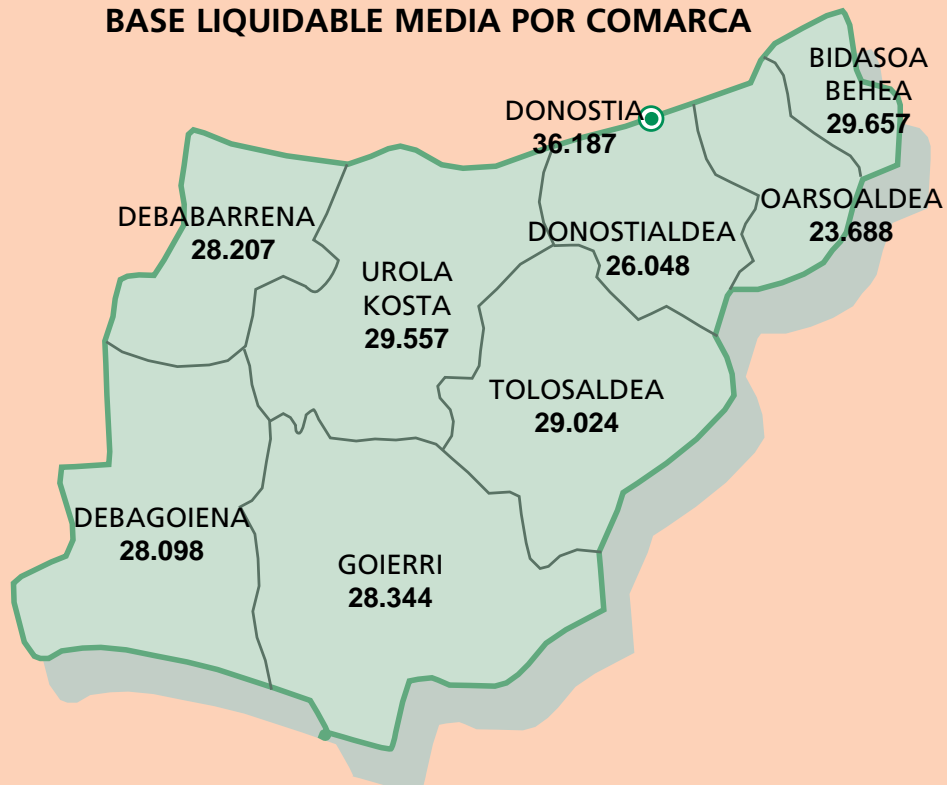 BASE LIQUIDABLE MEDIA POR COMARCA
BIDASOA
BEHEA
29.657
DONOSTIA
36.187
OARSOALDEA
23.688
DEBABARRENA
28.207
DONOSTIALDEA
26.048
UROLA
KOSTA
29.557
TOLOSALDEA
29.024
DEBAGOIENA
28.098
GOIERRI
28.344